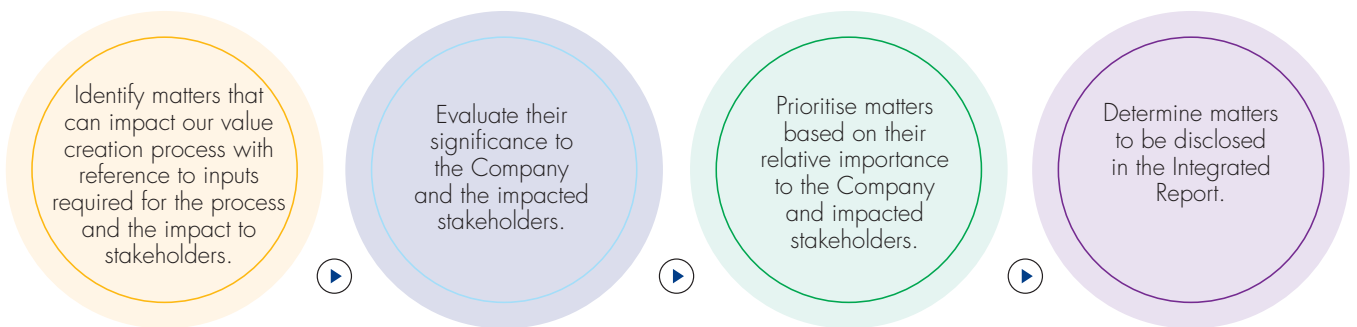 Identify matters that
can impact our value
creation process with
reference to inputs
required for the process
and the impact to
stakeholders.
Evaluate their
significance to
the Company
and the impacted
stakeholders.
Prioritise matters
based on their
relative importance
to the Company
and impacted
stakeholders.
Determine matters
to be disclosed
in the Integrated
Report.